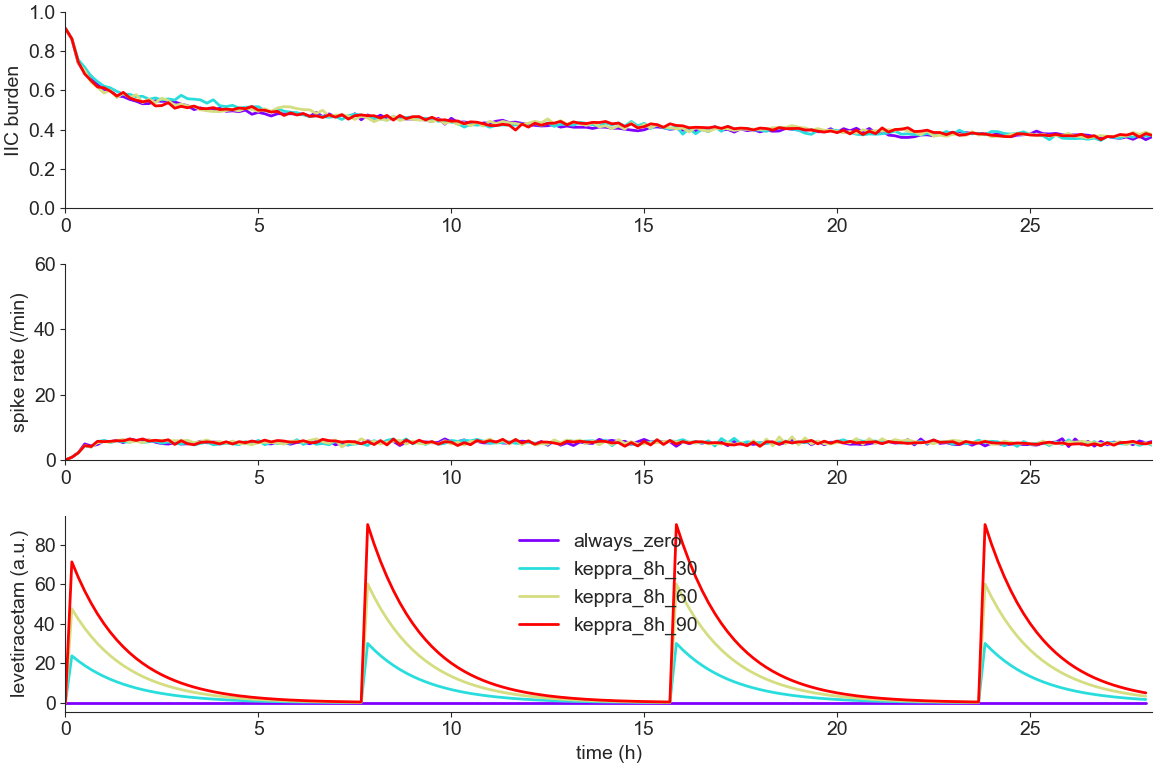 1.0
0.8
0.6
0.4
0.2
0.0
IIC burden
0 5 10 15 20 25
60
40
20
0
spike rate (/min)
0 5 10 15 20 25
80
60
40
20
0
levetiracetam (a.u.)
always_zero
keppra_8h_30
keppra_8h_60
keppra_8h_90
0 5 10 15 20 25
time (h)